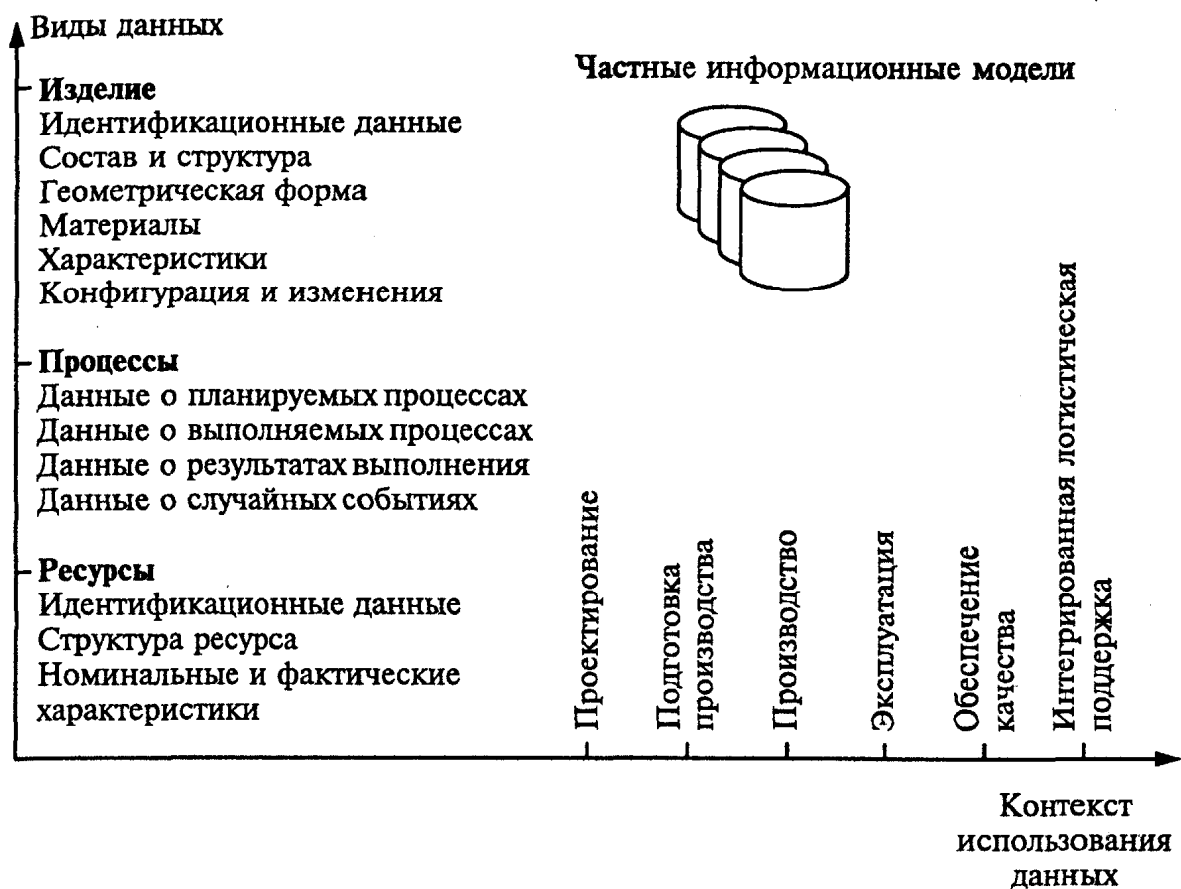 Виды данных
Частные информационные модели
Изделие
Идентификационные данные
Состав и структура
Геометрическая форма
Материалы
Характеристики
Конфигурация и изменения
Процессы
Данные о планируемых процессах
Данные о выполняемых процессах
Данные о результатах выполнения
Данные о случайных событиях
Ресурсы
Идентификационные данные
Структура ресурса
Номинальные и фактические
характеристики
Проектирование
Подготовка
производства
Производство
Эксплуатация
Обеспечение
качества
Интегрированная логистическая
поддержка
Контекст
использования
данных